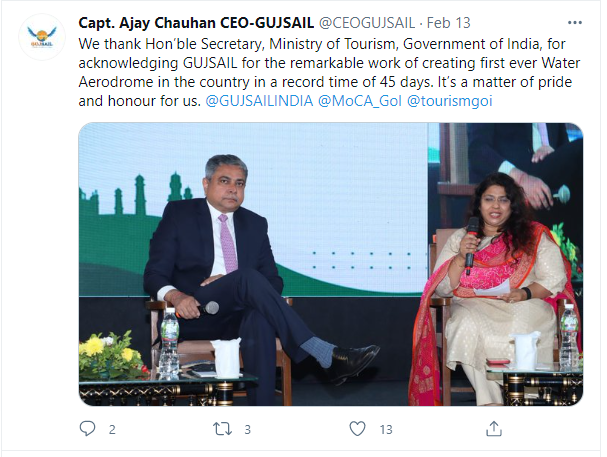 Capt. Ajay Chauhan CEO-GUJSAIL @CEOGUJSAIL · Feb 13 ···
We thank Hon'ble Secretary, Ministry of Tourism, Government of India, for
acknowledging GUJSAIL for the remarkable work of creating first ever Water
Aerodrome in the country in a record time of 45 days. It's a matter of pride
and honour for us. @GUJSAILINDIA @MoCA_GoI @tourismgoi
2 3 13
GUJSAIL